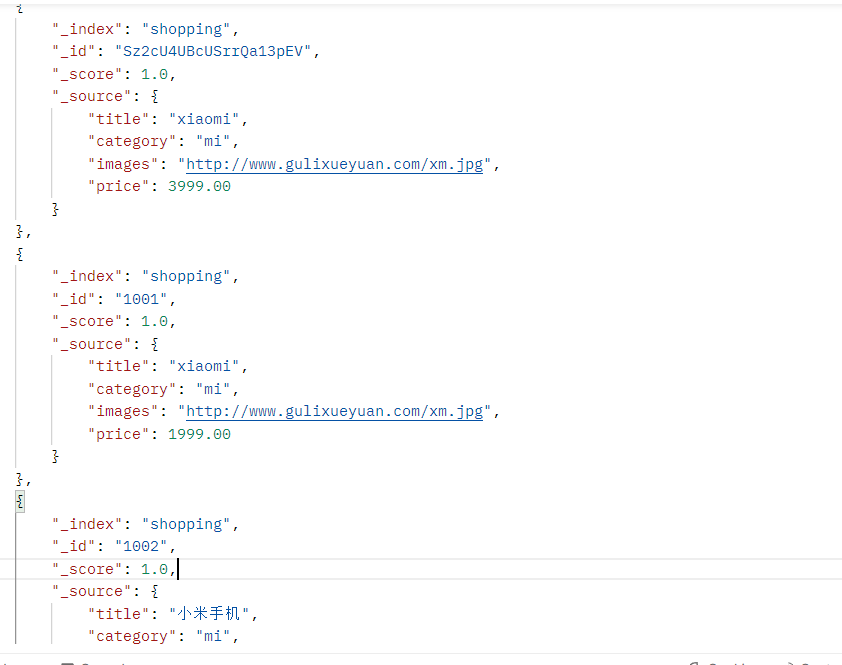 {
"_index": "shopping",
"_id": "Sz2cU4UBcUSrrQa13pEV",
"_score": 1.0,
"_source": {
"title": "xiaomi",
"category": "mi",
"images": "http://www.gulixueyuan.com/xm.jpg",
"price": 3999.00
}
},
{
"_index": "shopping",
"_id": "1001",
"_score": 1.0,
"_source": {
"title": "xiaomi",
"category": "mi",
"images": "http://www.gulixueyuan.com/xm.jpg",
"price": 1999.00
}
},
{
"_index": "shopping",
"_id": "1002",
"_score": 1.0,
"_source": {
"title": "小米手机",
"category": "mi",